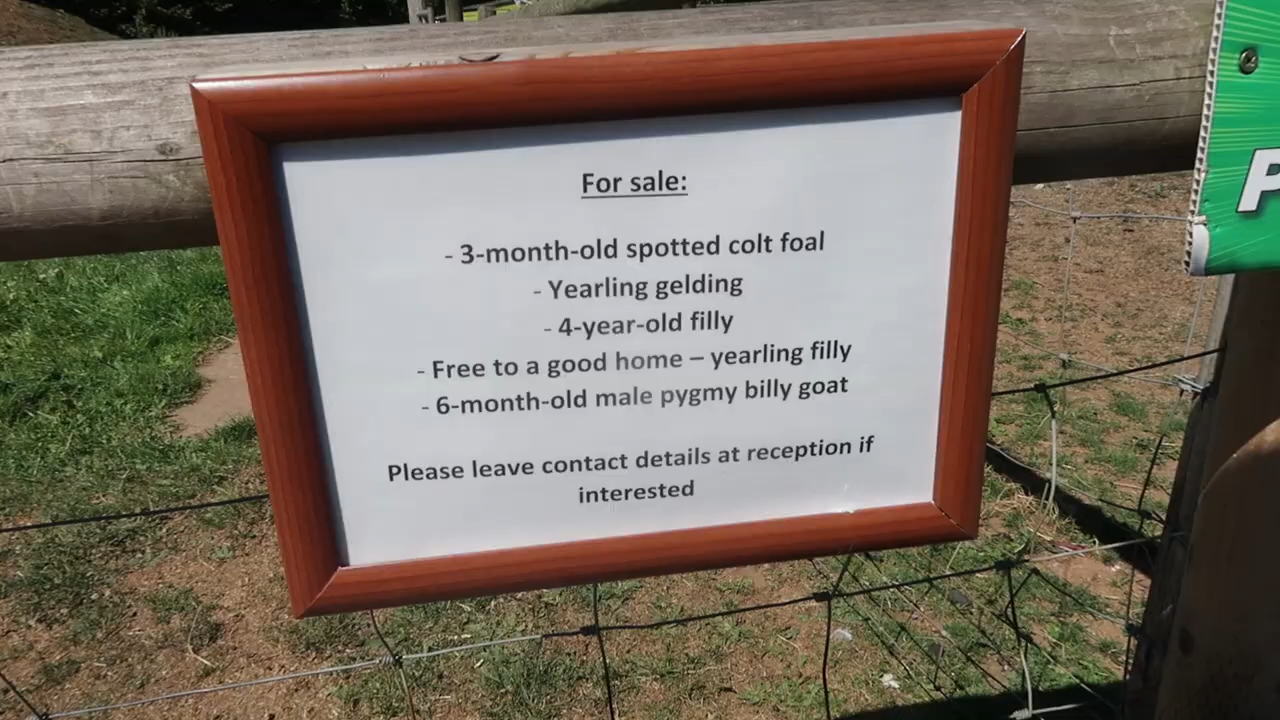 For sale:
- 3-month-old spotted colt foal
- Yearling gelding
- 4-year-old filly
- Free to a good home – yearling filly
- 6-month-old male pygmy billy goat
Please leave contact details at reception if
interested
P